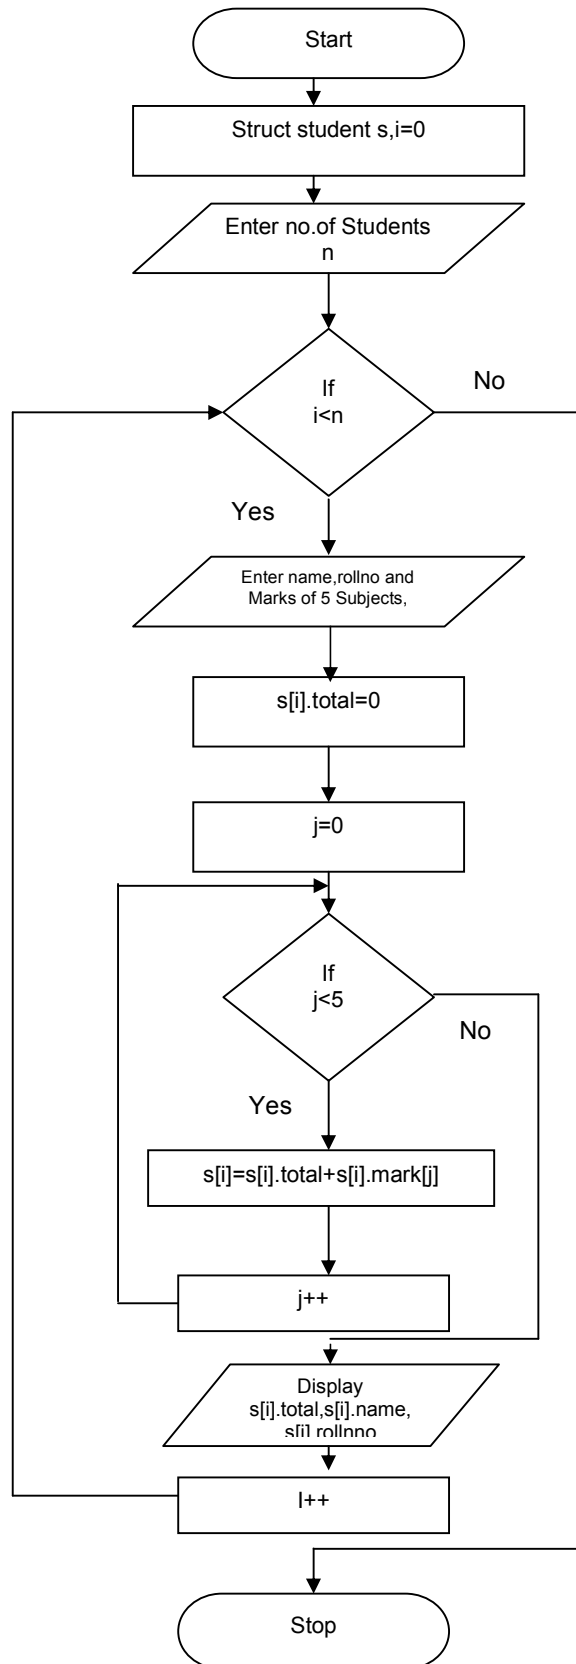 Start
Struct student s,i=0
Enter no.of Students
n
If
i<n
No
Yes
Enter name,rollno and
Marks of 5 Subjects,
s[i].total=0
j=0
If
j<5
No
Yes
s[i]=s[i].total+s[i].mark[j]
j++
Display
s[i].total,s[i].name,
s[i].rollnno
I++
Stop